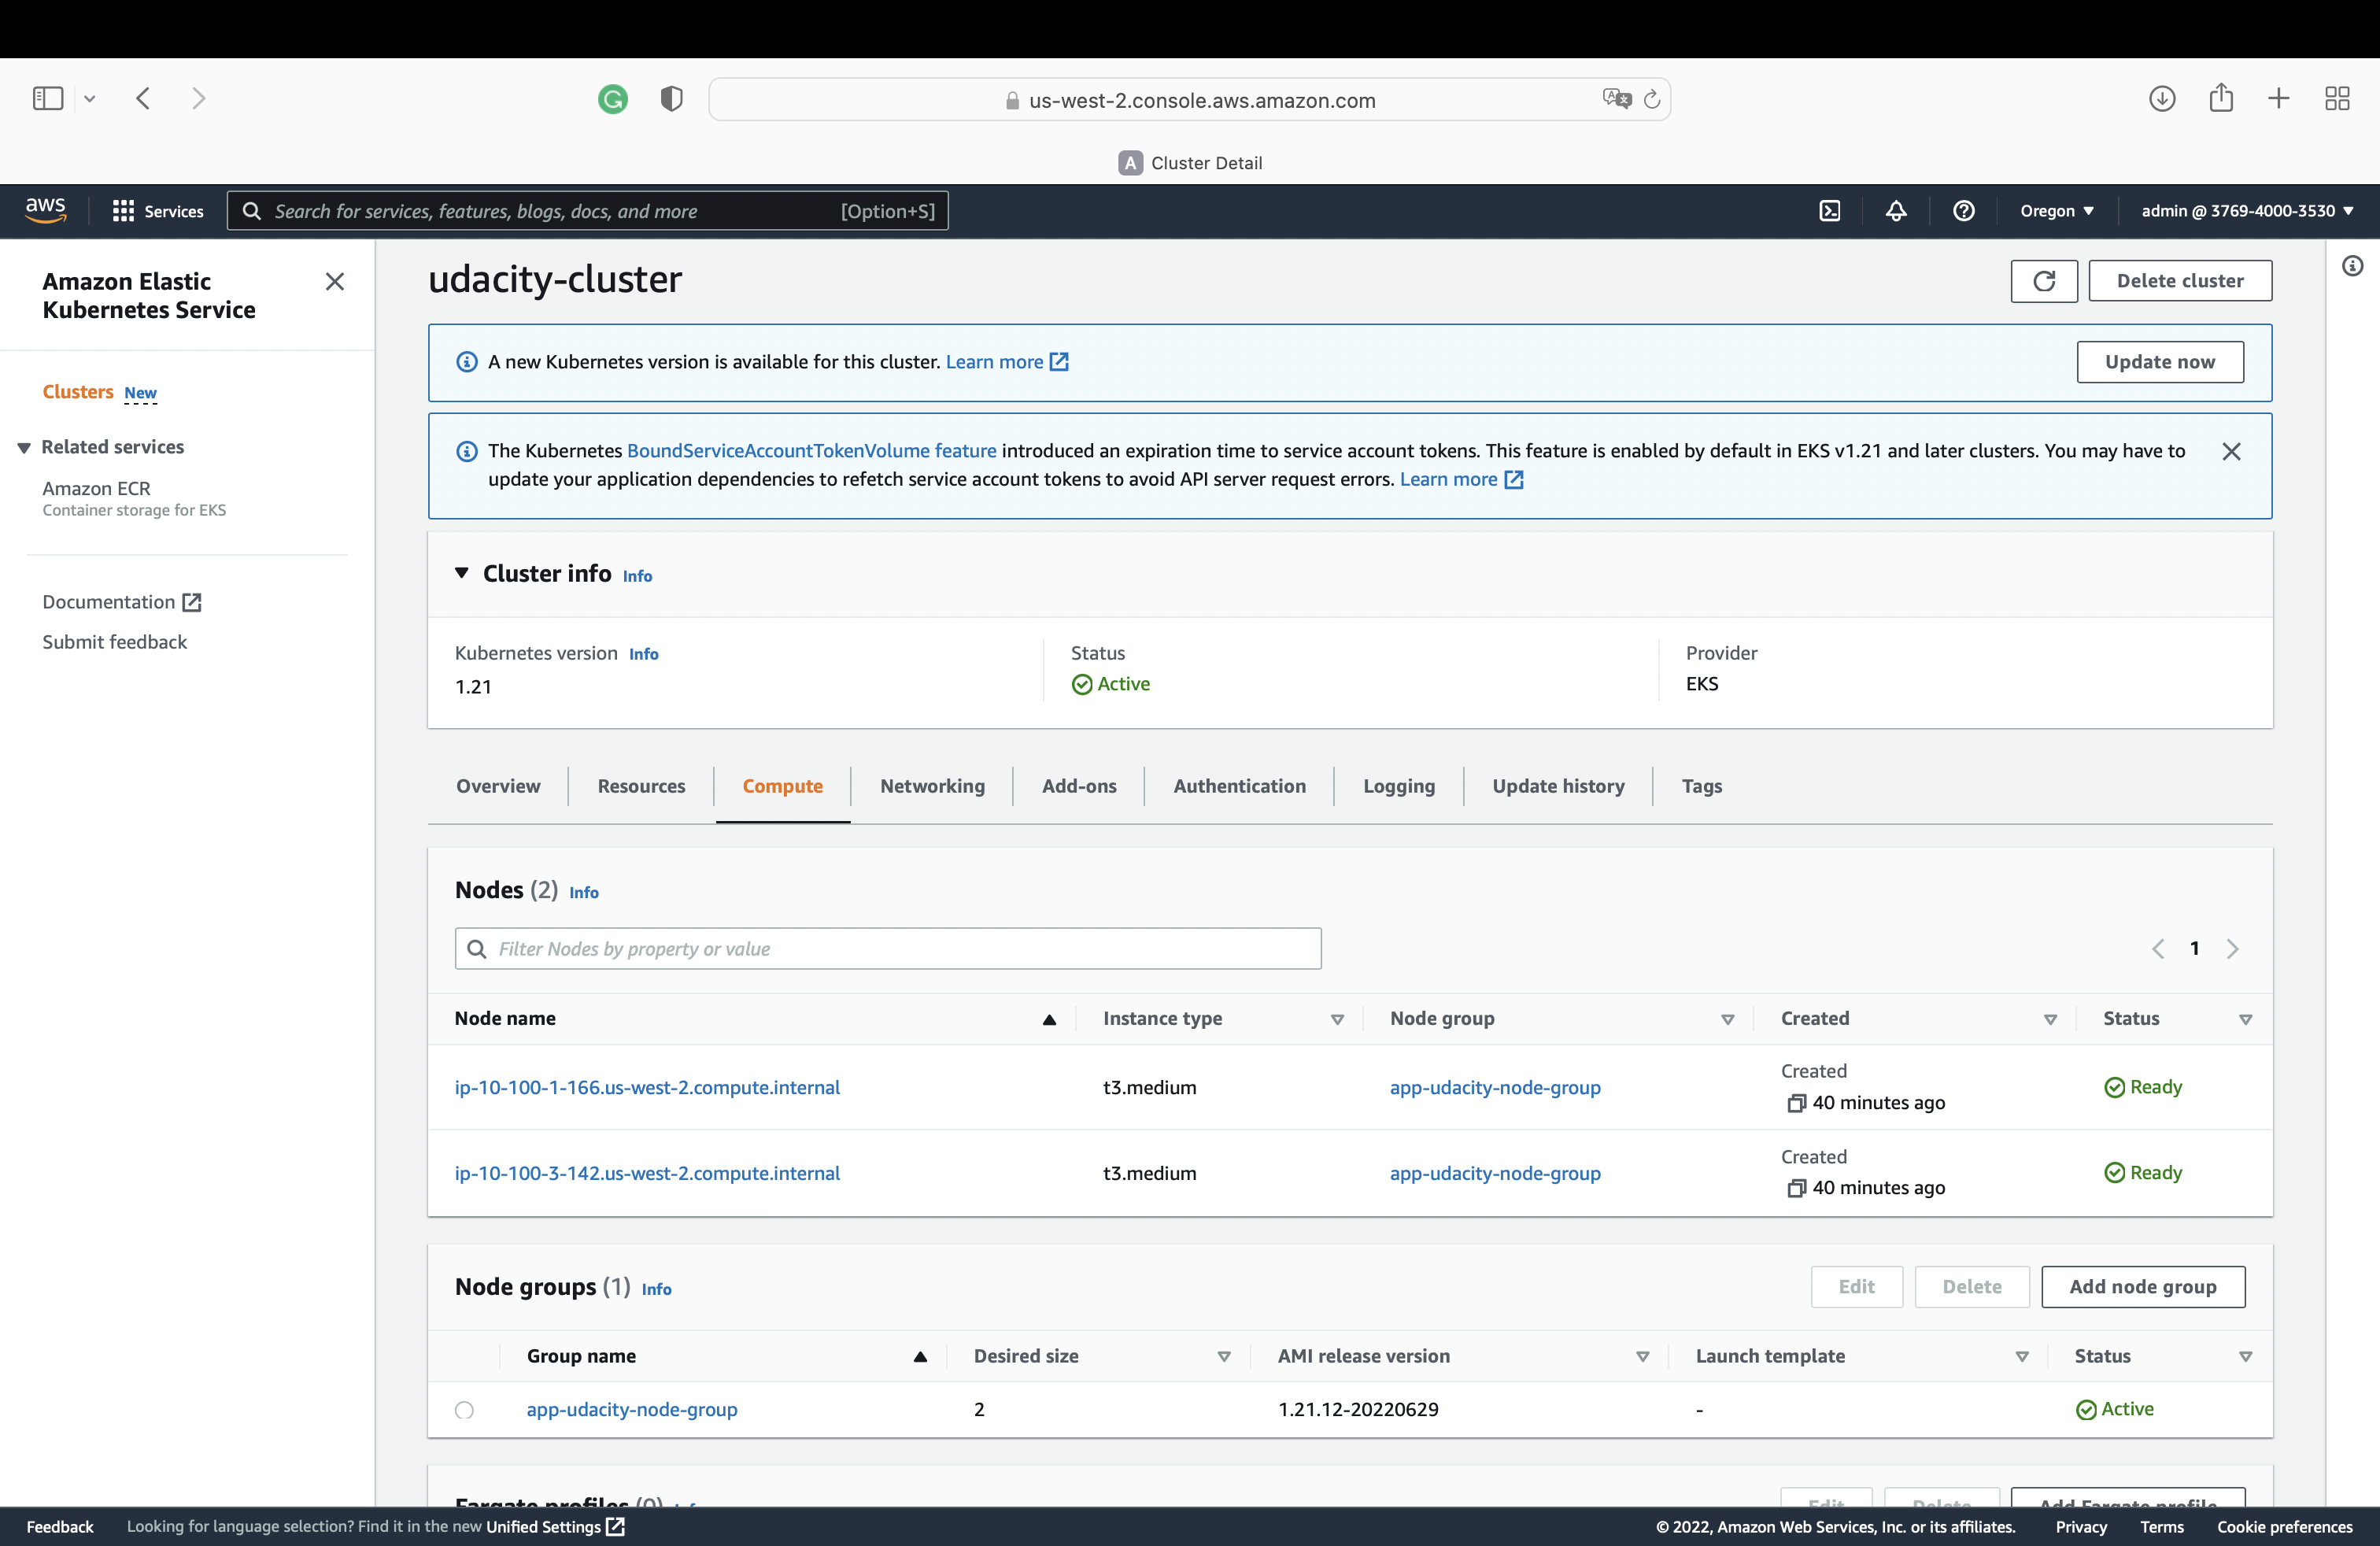 us-west-2.console.aws.amazon.com
A Cluster Detail
aws Services Search for services, features, blogs, docs, and more [Option+S] Oregon ▼ admin @ 3769-4000-3530 ▼
Amazon Elastic
Kubernetes Service
Clusters New
Related services
Amazon ECR
Container storage for EKS
Documentation
Submit feedback
udacity-cluster
Delete cluster
A new Kubernetes version is available for this cluster. Learn more
Update now
The Kubernetes BoundServiceAccountTokenVolume feature introduced an expiration time to service account tokens. This feature is enabled by default in EKS v1.21 and later clusters. You may have to
update your application dependencies to refetch service account tokens to avoid API server request errors. Learn more
Cluster info Info
Kubernetes version Info
1.21
Status
Active
Provider
EKS
Overview Resources Compute Networking Add-ons Authentication Logging Update history Tags
Nodes (2) Info
Filter Nodes by property or value
1
Node name Instance type Node group Created Status
ip-10-100-1-166.us-west-2.compute.internal t3.medium app-udacity-node-group Created
40 minutes ago Ready
ip-10-100-3-142.us-west-2.compute.internal t3.medium app-udacity-node-group Created
40 minutes ago Ready
Node groups (1) Info
Edit Delete Add node group
Group name Desired size AMI release version Launch template Status
app-udacity-node-group 2 1.21.12-20220629 - Active
Fargate profiles (0) Info
Edit Delete Add Fargate profile
Feedback Looking for language selection? Find it in the new Unified Settings © 2022, Amazon Web Services, Inc. or its affiliates. Privacy Terms Cookie preferences